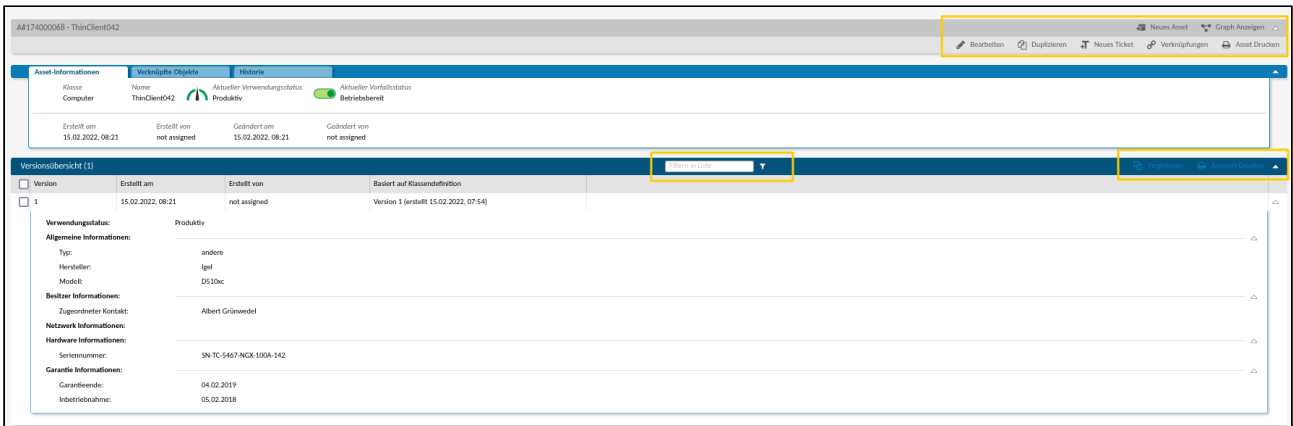 A#174000068 - ThinClient042
Neues Asset Graph Anzeigen
Bearbeiten Duplizieren Neues Ticket Verknüpfungen Asset Drucken
Asset-Informationen Verknüpfte Objekte Historie
Klasse Name Aktueller Verwendungsstatus Aktueller Vorfallsstatus
Computer ThinClient042 Produktiv Betriebsbereit
Erstellt am Erstellt von Geändert am Geändert von
15.02.2022, 08:21 not assigned 15.02.2022, 08:21 not assigned
Versionsübersicht (1) Filtern in Liste Vergleichen Auswahl Drucken
Version Erstellt am Erstellt von Basiert auf Klassendefinition
1 15.02.2022, 08:21 not assigned Version 1 (erstellt 15.02.2022, 07:54)
Verwendungsstatus: Produktiv
Allgemeine Informationen:
Typ: andere
Hersteller: Igel
Modell: D510xc
Besitzer Informationen:
Zugeordneter Kontakt: Albert Grünwedel
Netzwerk Informationen:
Hardware Informationen:
Seriennummer: SN-TC-5467-NGX-100A-142
Garantie Informationen:
Garantieende: 04.02.2019
Inbetriebnahme: 05.02.2018